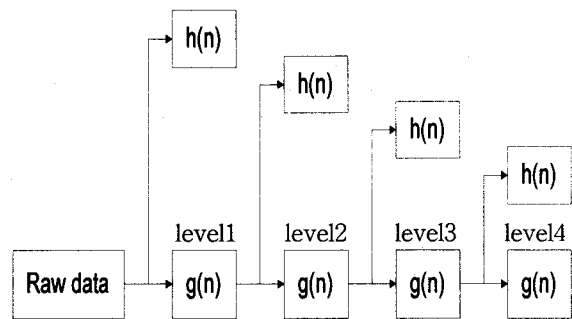 h(n)
h(n)
h(n)
h(n)
level1 level2 level3 level4
Raw data g(n) g(n) g(n) g(n)